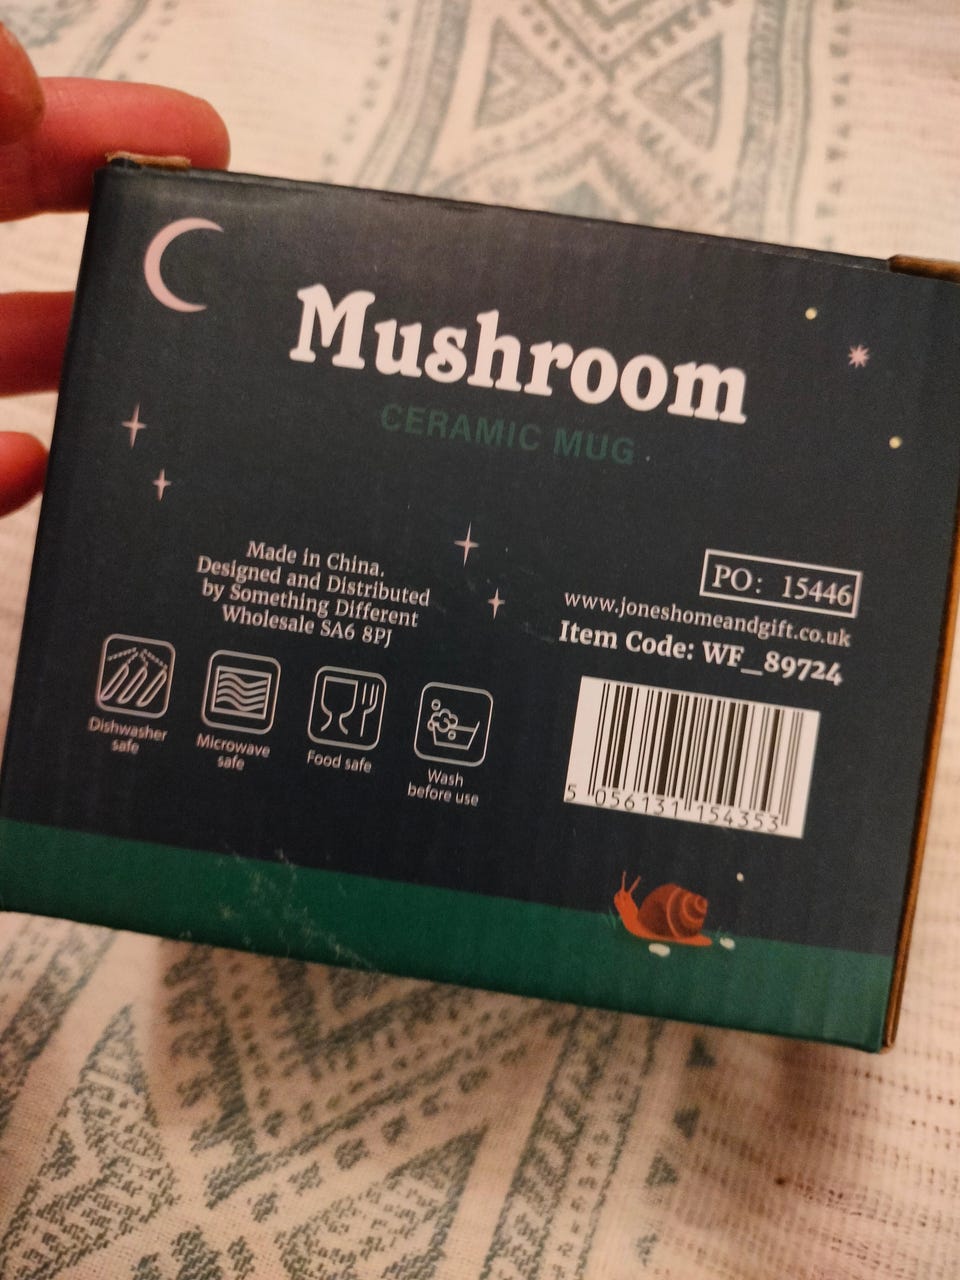 Mushroom
CERAMIC MUG
Made in China.
Designed and Distributed
by Something Different
Wholesale SA6 8PJ
Dishwasher
safe
Microwave
safe
Food safe
Wash
before use
PO: 15446
www.joneshomeandgift.co.uk
Item Code: WF_89724
5 056131 154353